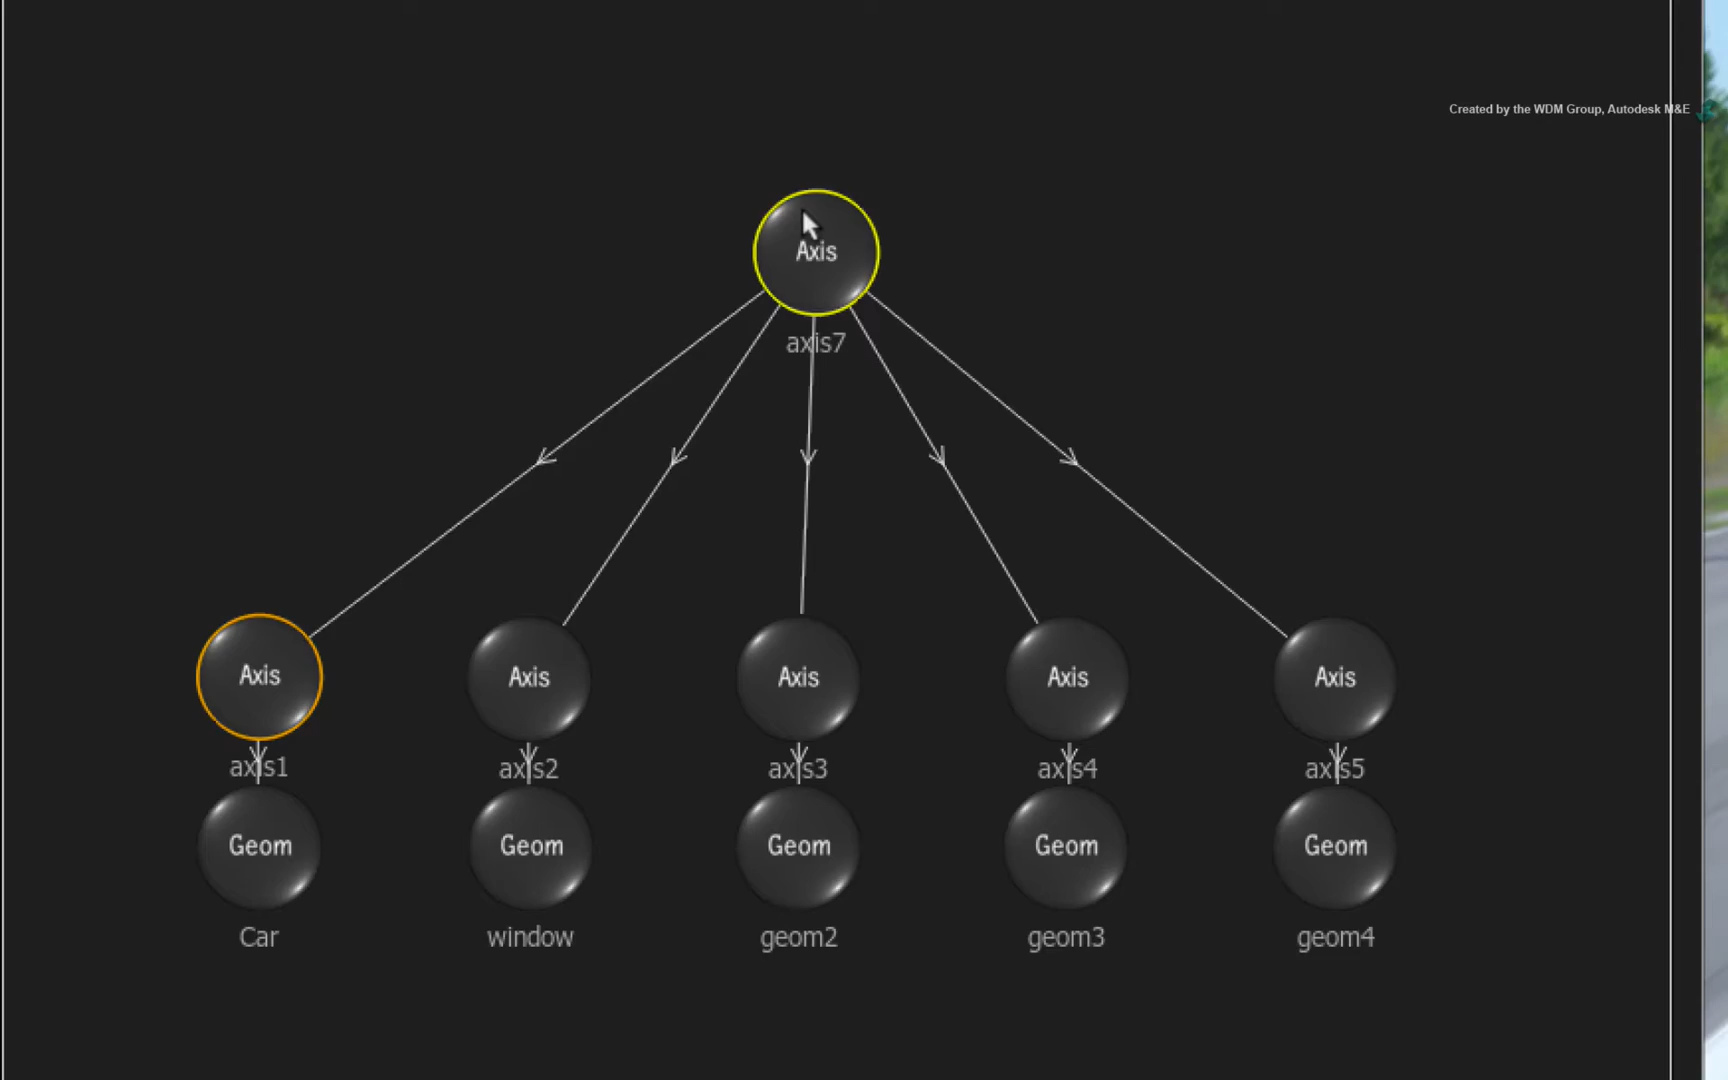 Created by the WDM Group, Autodesk M&E
Axis
axis7
Axis Axis Axis Axis Axis
axis1 axis2 axis3 axis4 axis5
Geom Geom Geom Geom Geom
Car window geom2 geom3 geom4